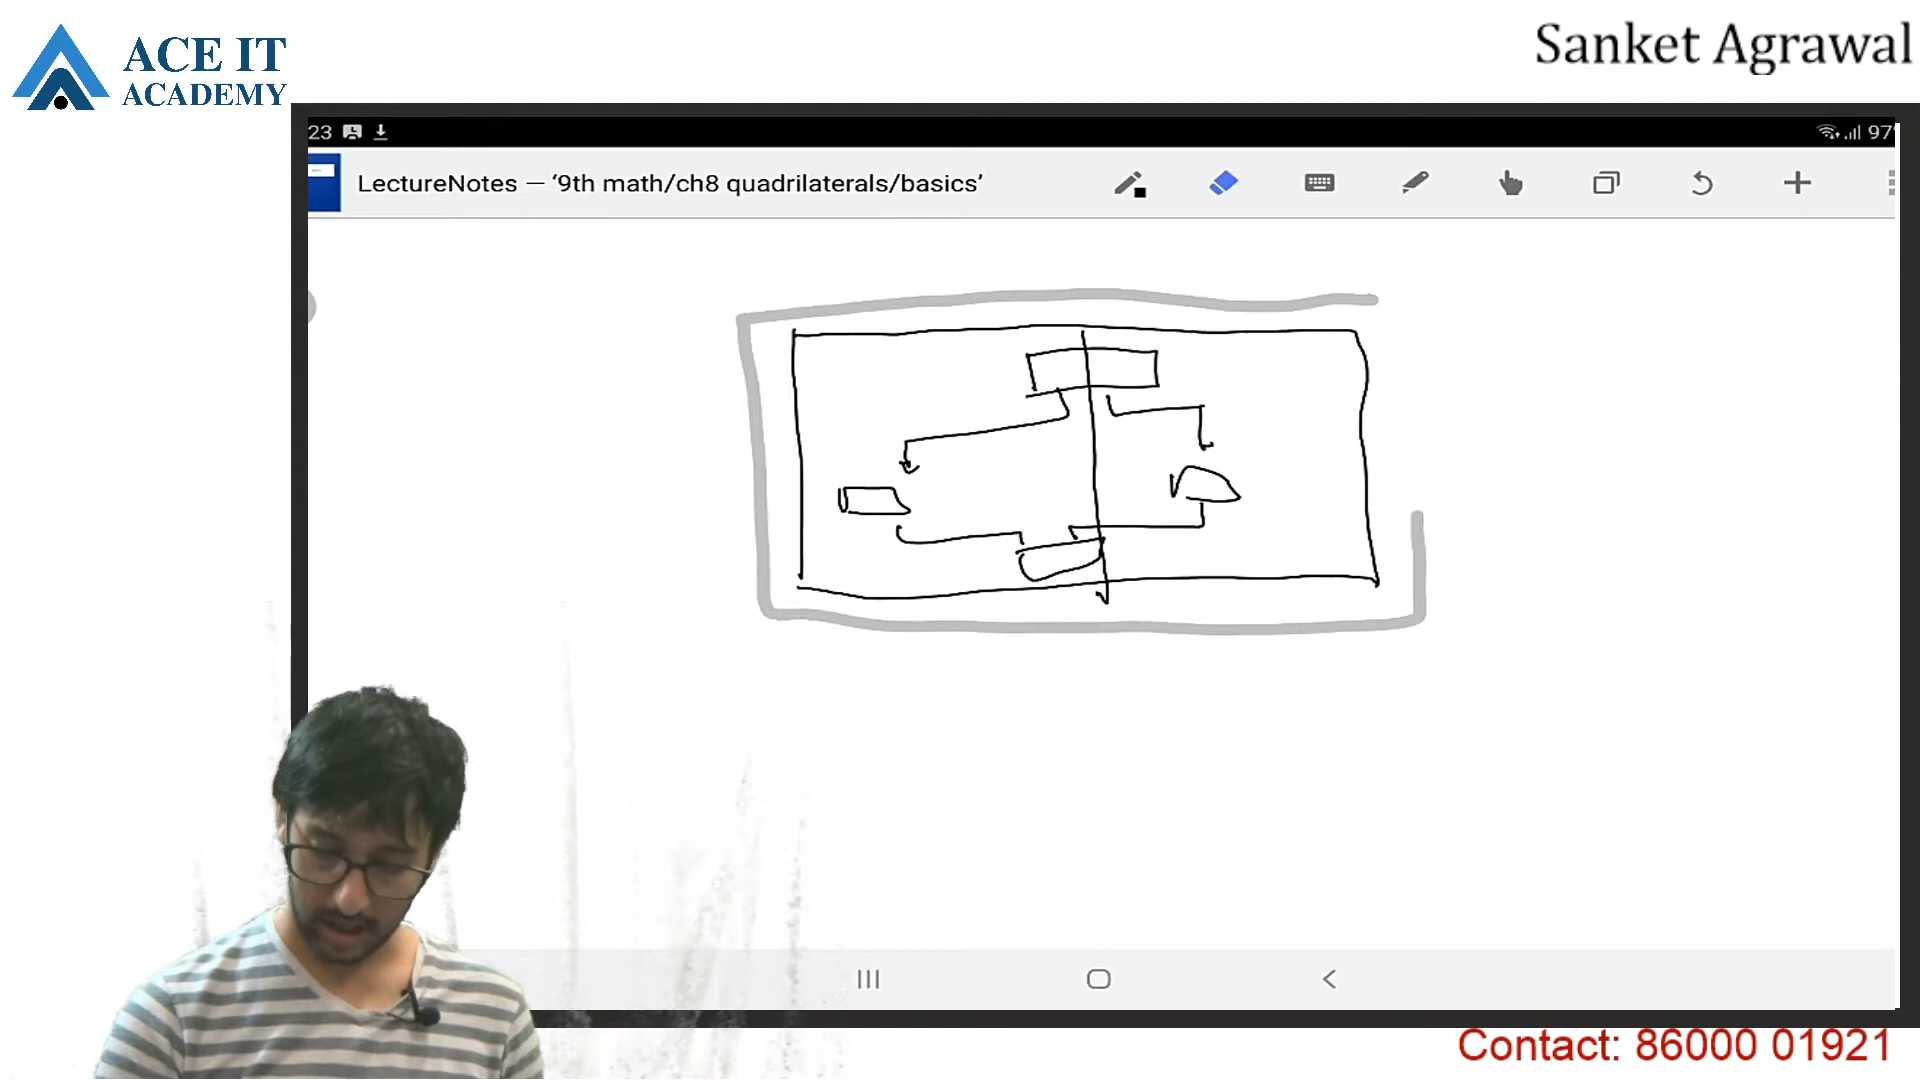 ACE IT
ACADEMY
Sanket Agrawal
23
97
LectureNotes — ‘9th math/ch8 quadrilaterals/basics’
Contact: 86000 01921